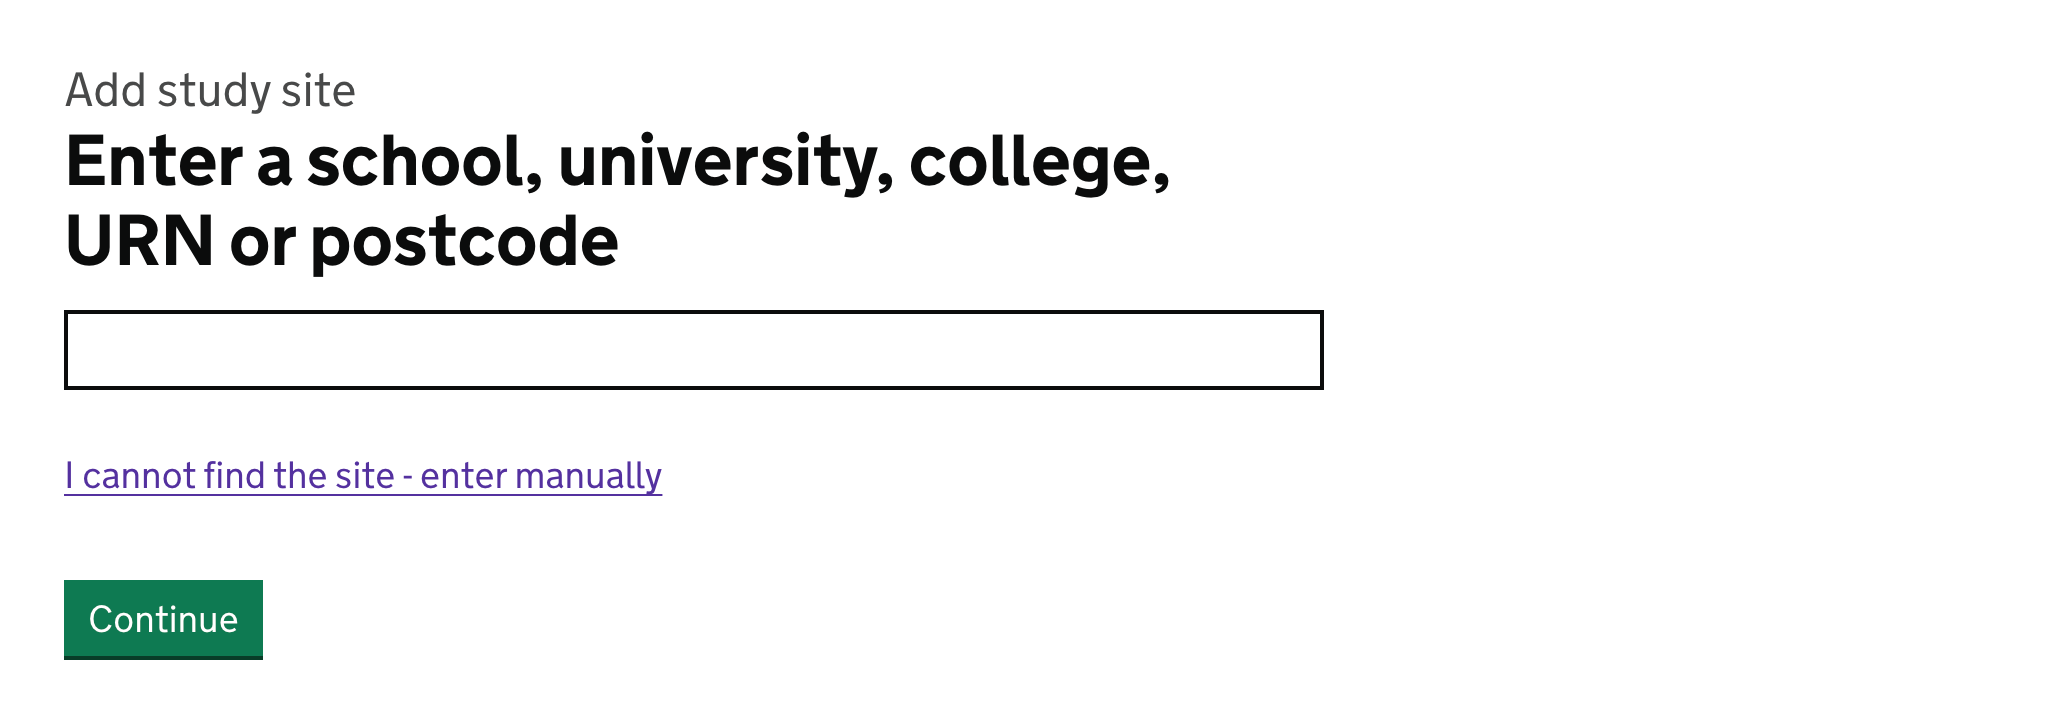 Add study site
Enter a school, university, college,
URN or postcode
I cannot find the site - enter manually
Continue